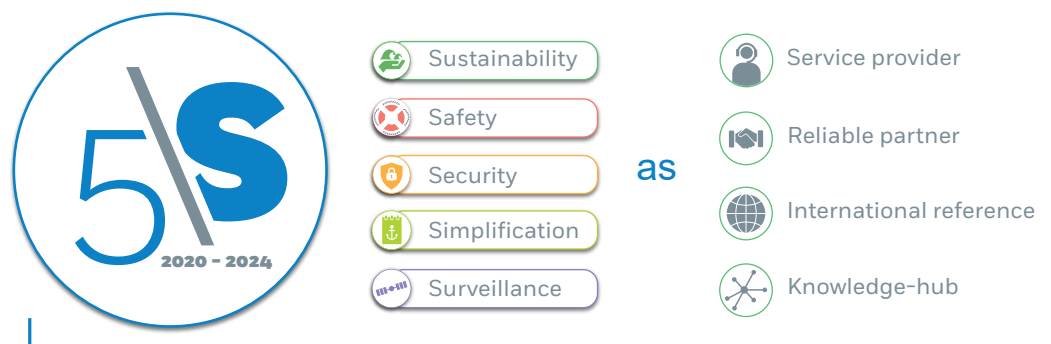 5\S
2020 - 2024
Sustainability
Safety
Security
Simplification
Surveillance
as
Service provider
Reliable partner
International reference
Knowledge-hub